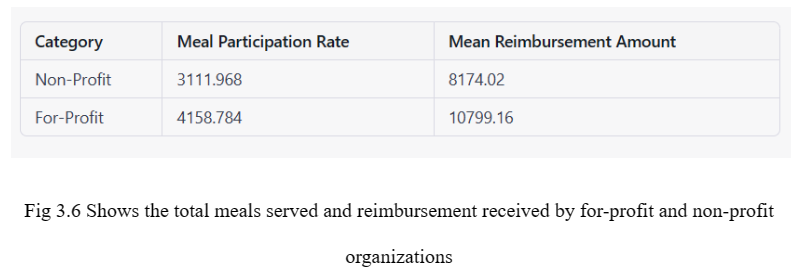 Category Meal Participation Rate Mean Reimbursement Amount
Non-Profit 3111.968 8174.02
For-Profit 4158.784 10799.16
Fig 3.6 Shows the total meals served and reimbursement received by for-profit and non-profit
organizations